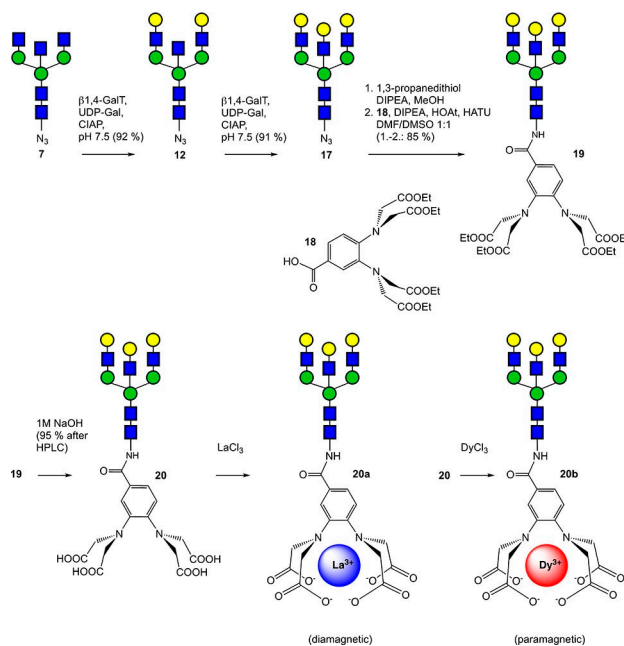 β1,4-GalT,
UDP-Gal,
CIAP,
pH 7.5 (92 %)
β1,4-GalT,
UDP-Gal,
CIAP,
pH 7.5 (91 %)
1. 1,3-propanedithiol
DIPEA, MeOH
2. 18, DIPEA, HOAt, HATU
DMF/DMSO 1:1
(1.-2.: 85 %)
N3
7
N3
12
N3
17
NH
O
19
N
N
EtOOC
EtOOC
COOEt
COOEt
18
HO
O
N
N
COOEt
COOEt
COOEt
COOEt
1M NaOH
(95 % after
HPLC)
19
NH
O
20
N
N
HOOC
HOOC
COOH
COOH
LaCl3
NH
O
20a
N
N
La3+
O
O-
O
O-
-O
O
-O
O
(diamagnetic)
20
DyCl3
NH
O
20b
N
N
Dy3+
O
O-
O
O-
-O
O
-O
O
(paramagnetic)